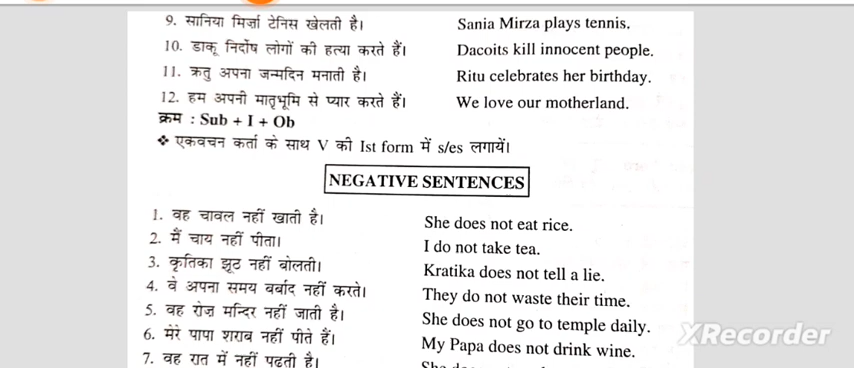 9. सानिया मिर्ज़ा टेनिस खेलती है। Sania Mirza plays tennis.
10. डाकू निर्दोष लोगों की हत्या करते हैं। Dacoits kill innocent people.
11. ऋतु अपना जन्मदिन मनाती है। Ritu celebrates her birthday.
12. हम अपनी मातृभूमि से प्यार करते हैं। We love our motherland.
क्रम : Sub + I + Ob
❖ एकवचन कर्ता के साथ V की Ist form में s/es लगायें।
NEGATIVE SENTENCES
1. वह चावल नहीं खाती है। She does not eat rice.
2. मैं चाय नहीं पीता। I do not take tea.
3. कृतिका झूठ नहीं बोलती। Kratika does not tell a lie.
4. वे अपना समय बर्बाद नहीं करते। They do not waste their time.
5. वह रोज़ मन्दिर नहीं जाती है। She does not go to temple daily.
6. मेरे पापा शराब नहीं पीते हैं। My Papa does not drink wine.
7. वह रात में नहीं पढ़ती है। She does
XRecorder